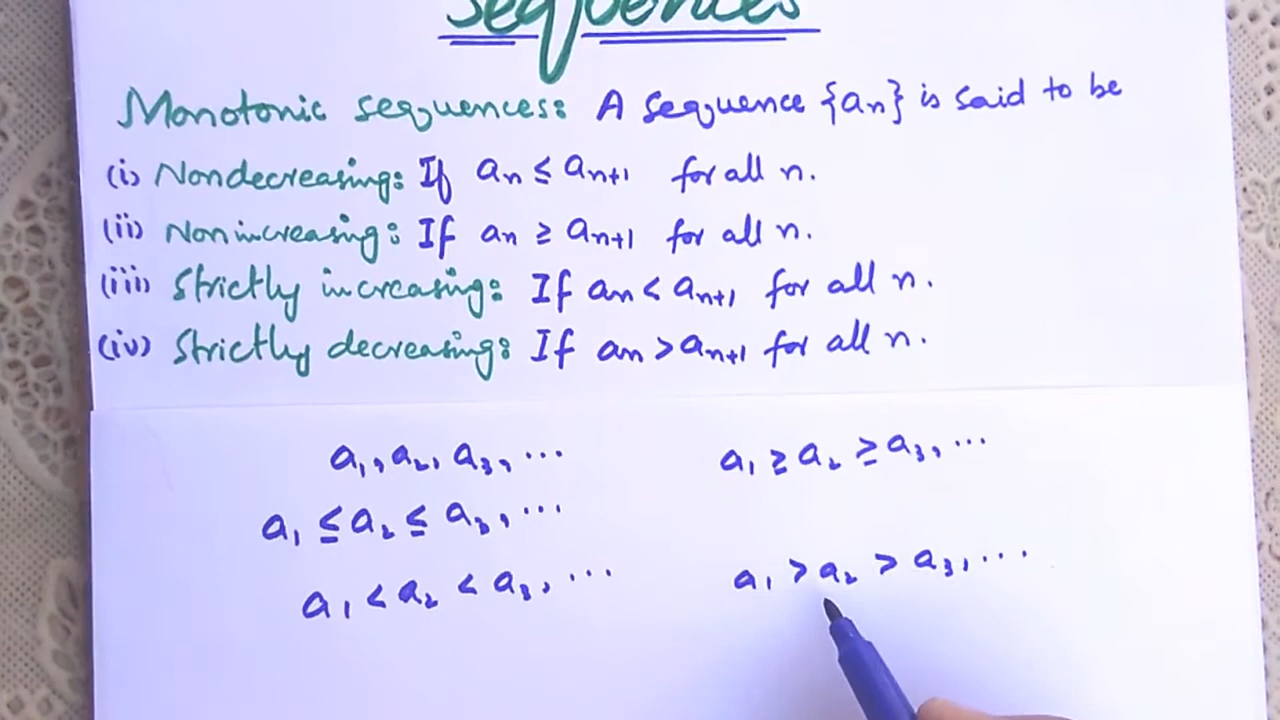 Sequences
Monotonic sequences: A sequence {aₙ} is said to be
(i) Nondecreasing: If aₙ ≤ aₙ₊₁ for all n.
(ii) Nonincreasing: If aₙ ≥ aₙ₊₁ for all n.
(iii) Strictly increasing: If aₙ < aₙ₊₁ for all n.
(iv) Strictly decreasing: If aₙ > aₙ₊₁ for all n.
a₁, a₂, a₃, ...
a₁ ≥ a₂ ≥ a₃, ...
a₁ ≤ a₂ ≤ a₃, ...
a₁ < a₂ < a₃, ...
a₁ > a₂ > a₃, ...